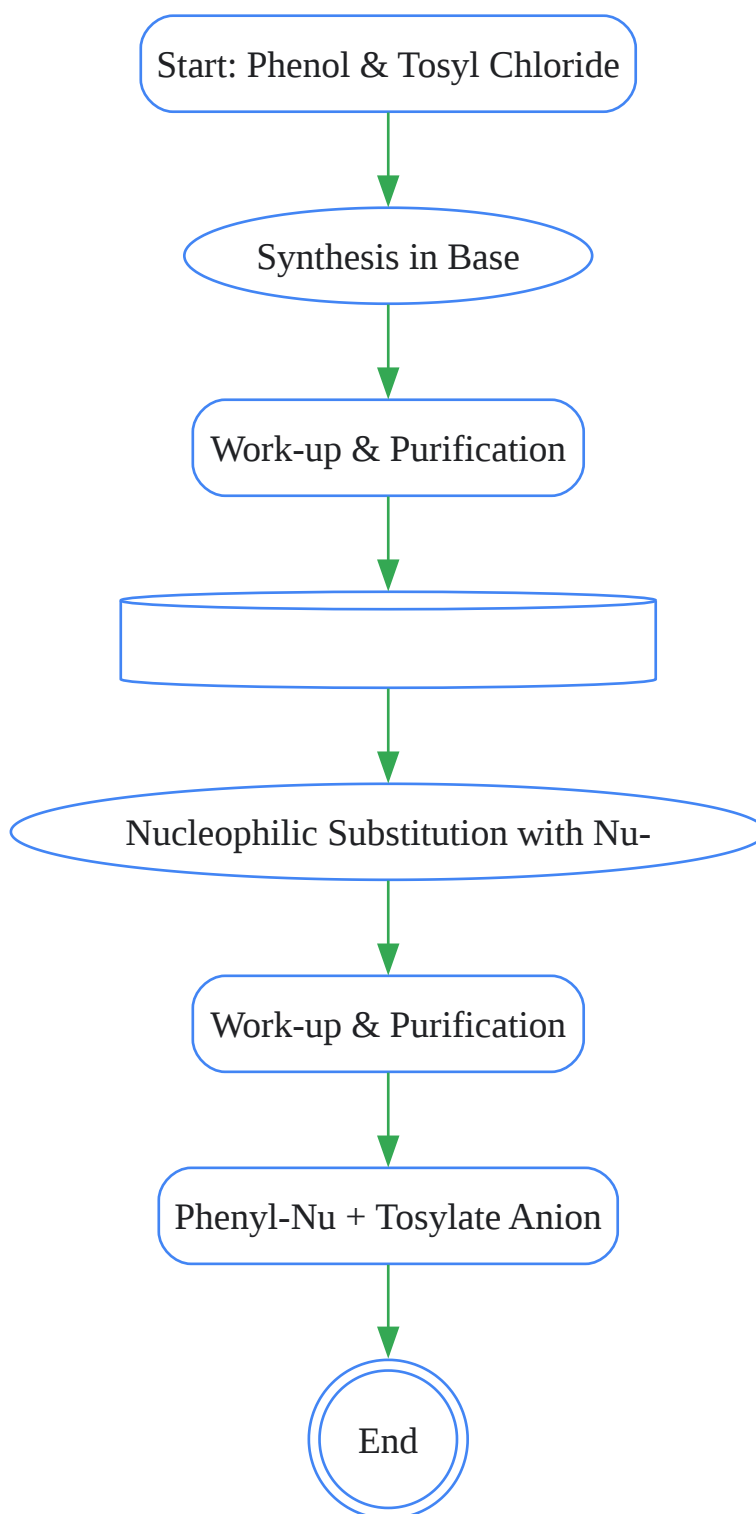 Start: Phenol & Tosyl Chloride
Synthesis in Base
Work-up & Purification
Nucleophilic Substitution with Nu-
Work-up & Purification
Phenyl-Nu + Tosylate Anion
End